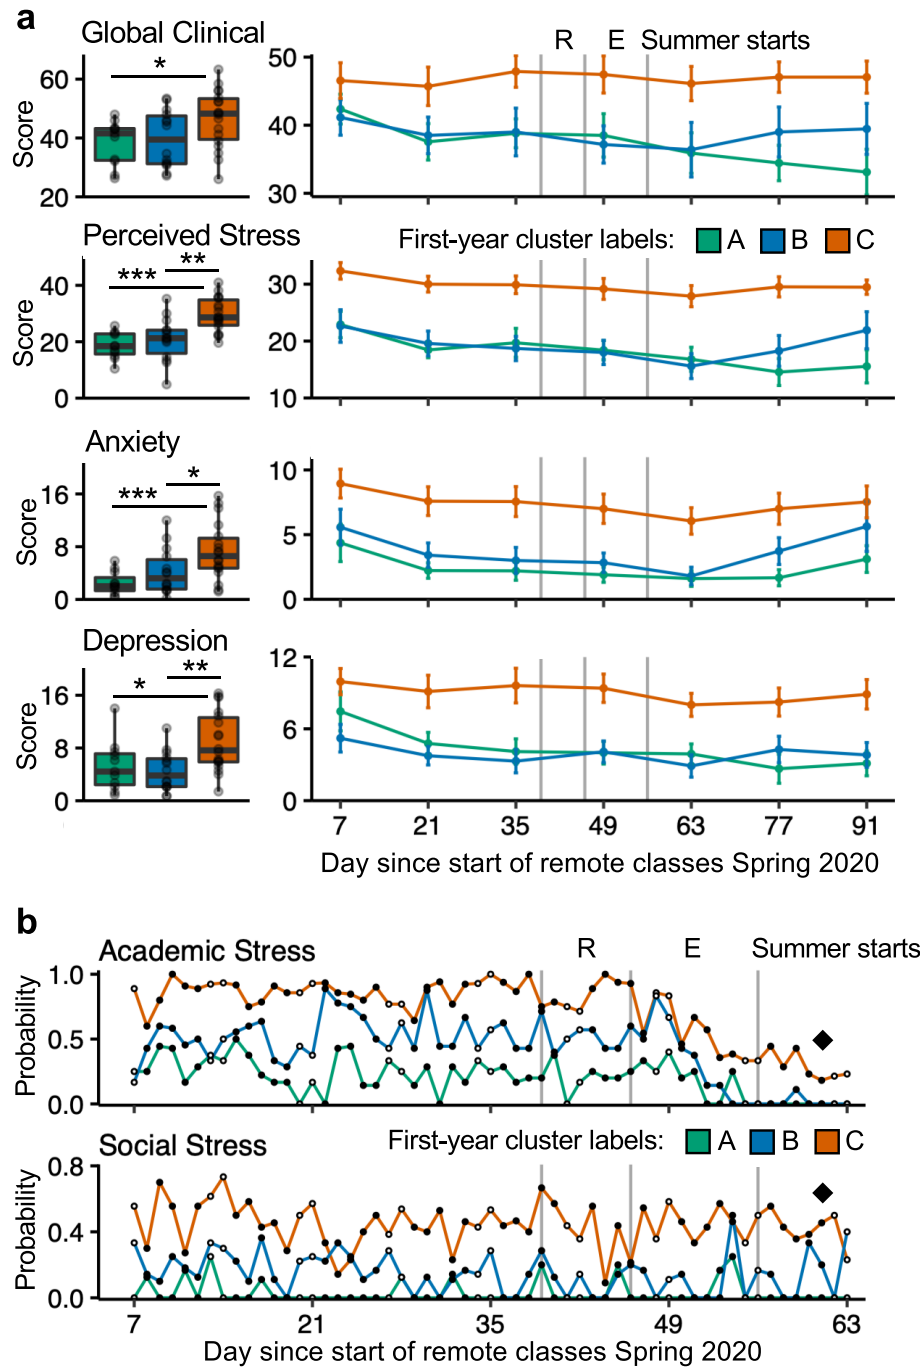 a
Global Clinical
R E Summer starts
Score
60
40
20
*
50
40
30
Perceived Stress
First-year cluster labels: A B C
Score
40
20
0
*** **
30
20
10
Anxiety
Score
16
8
0
*** *
10
5
0
Depression
Score
16
8
0
* **
12
6
0
7 21 35 49 63 77 91
Day since start of remote classes Spring 2020
b
Academic Stress
R E Summer starts
Probability
1.0
0.5
0.0
Social Stress
First-year cluster labels: A B C
Probability
0.8
0.4
0.0
7 21 35 49 63
Day since start of remote classes Spring 2020